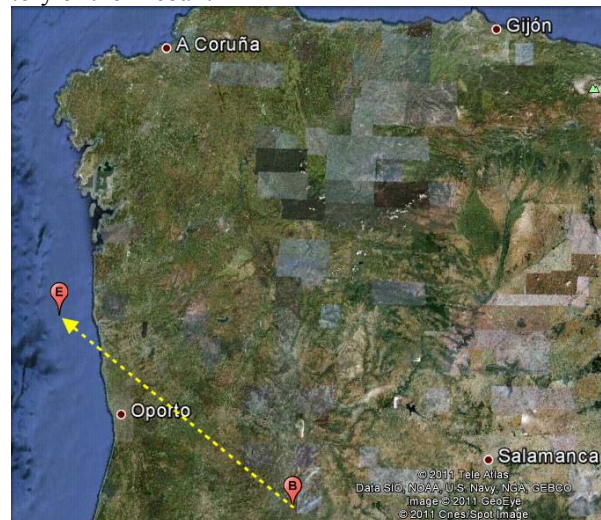 Gijón
A Coruña
E
Oporto
Salamanca
B
© 2011 Tele Atlas
Data SIO, NOAA, U.S. Navy, NGA, GEBCO
Image © 2011 GeoEye
© 2011 Cnes/Spot Image